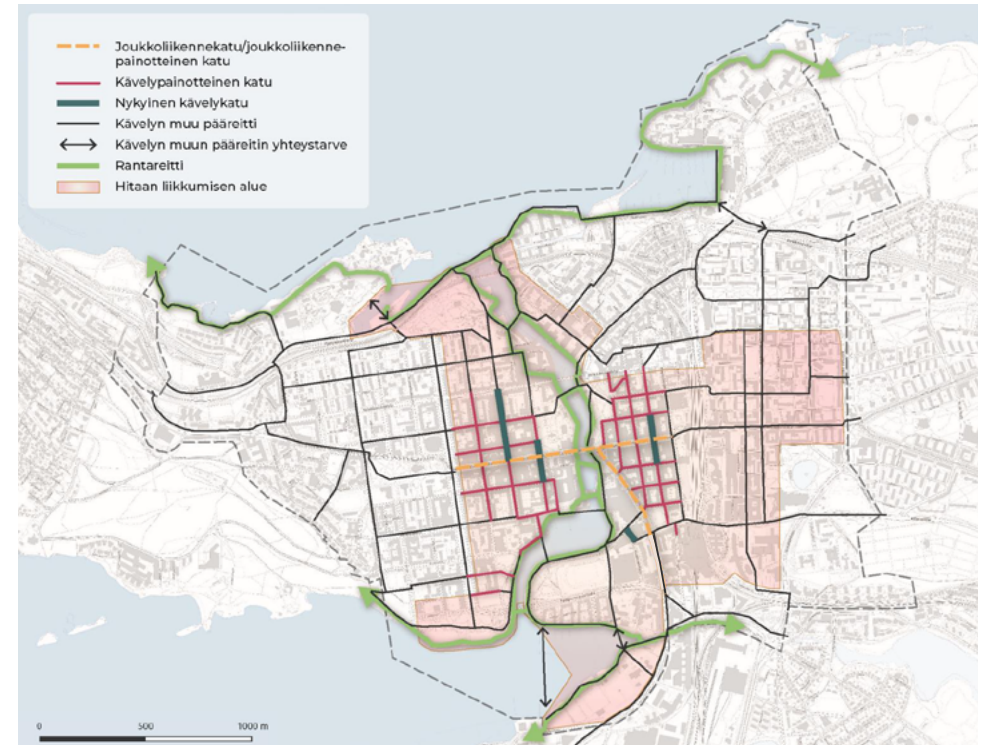 Joukkoliikennekatu/joukkoliikenne-
painotteinen katu
Kävelypainotteinen katu
Nykyinen kävelykatu
Kävelyn muu pääreitti
Kävelyn muun pääreitin yhteystarve
Rantareitti
Hitaan liikkumisen alue
0 500 1000 m